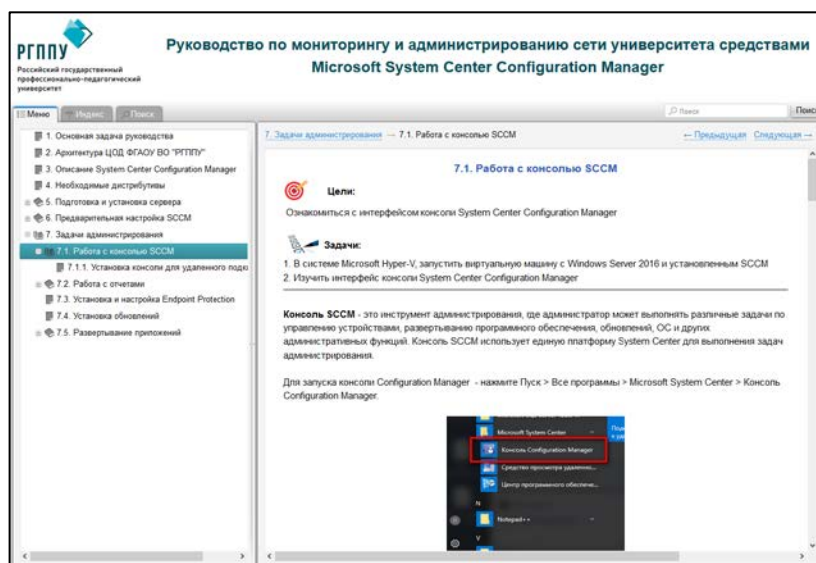 РГППУ
Российский государственный
профессионально-педагогический
университет
Руководство по мониторингу и администрированию сети университета средствами
Microsoft System Center Configuration Manager
Меню
Индекс
Поиск
Поиск
Поиск
1. Основная задача руководства
2. Архитектура ЦОД ФГАОУ ВО "РГППУ"
3. Описание System Center Configuration Manager
4. Необходимые дистрибутивы
5. Подготовка и установка сервера
6. Предварительная настройка SCCM
7. Задачи администрирования
7.1. Работа с консолью SCCM
7.1.1. Установка консоли для удаленного подк
7.2. Работа с отчетами
7.3. Установка и настройка Endpoint Protection
7.4. Установка обновлений
7.5. Развертывание приложений
7. Задачи администрирования → 7.1. Работа с консолью SCCM
← Предыдущая Следующая →
7.1. Работа с консолью SCCM
Цели:
Ознакомиться с интерфейсом консоли System Center Configuration Manager
Задачи:
1. В системе Microsoft Hyper-V, запустить виртуальную машину с Windows Server 2016 и установленным SCCM
2. Изучить интерфейс консоли System Center Configuration Manager
Консоль SCCM - это инструмент администрирования, где администратор может выполнять различные задачи по
управлению устройствами, развертыванию программного обеспечения, обновлений, ОС и других
административных функций. Консоль SCCM использует единую платформу System Center для выполнения задач
администрирования.
Для запуска консоли Configuration Manager - нажмите Пуск > Все программы > Microsoft System Center > Консоль
Configuration Manager.
Microsoft System Center
Консоль Configuration Manager
Средство просмотра удаленно...
Центр программного обеспече...
N
Notepad++
V